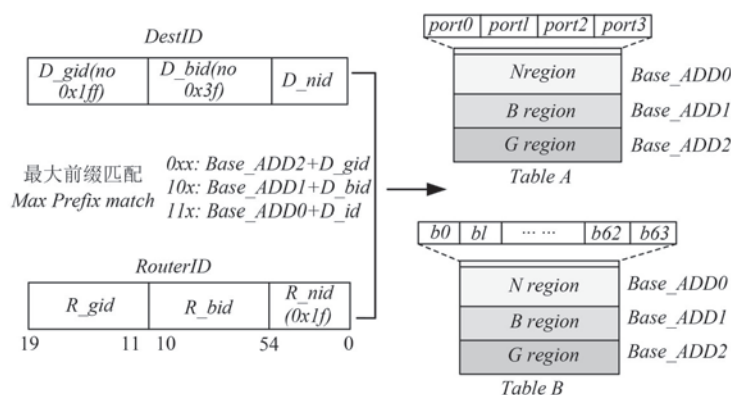 DestID
D_gid(no 0x1ff)
D_bid(no 0x3f)
D_nid
最大前缀匹配
Max Prefix match
0xx: Base_ADD2+D_gid
10x: Base_ADD1+D_bid
11x: Base_ADD0+D_id
RouterID
R_gid
R_bid
R_nid (0x1f)
19 11 10 54 0
port0 port1 port2 port3
Nregion Base_ADD0
B region Base_ADD1
G region Base_ADD2
Table A
b0 b1 ··· ··· b62 b63
N region Base_ADD0
B region Base_ADD1
G region Base_ADD2
Table B